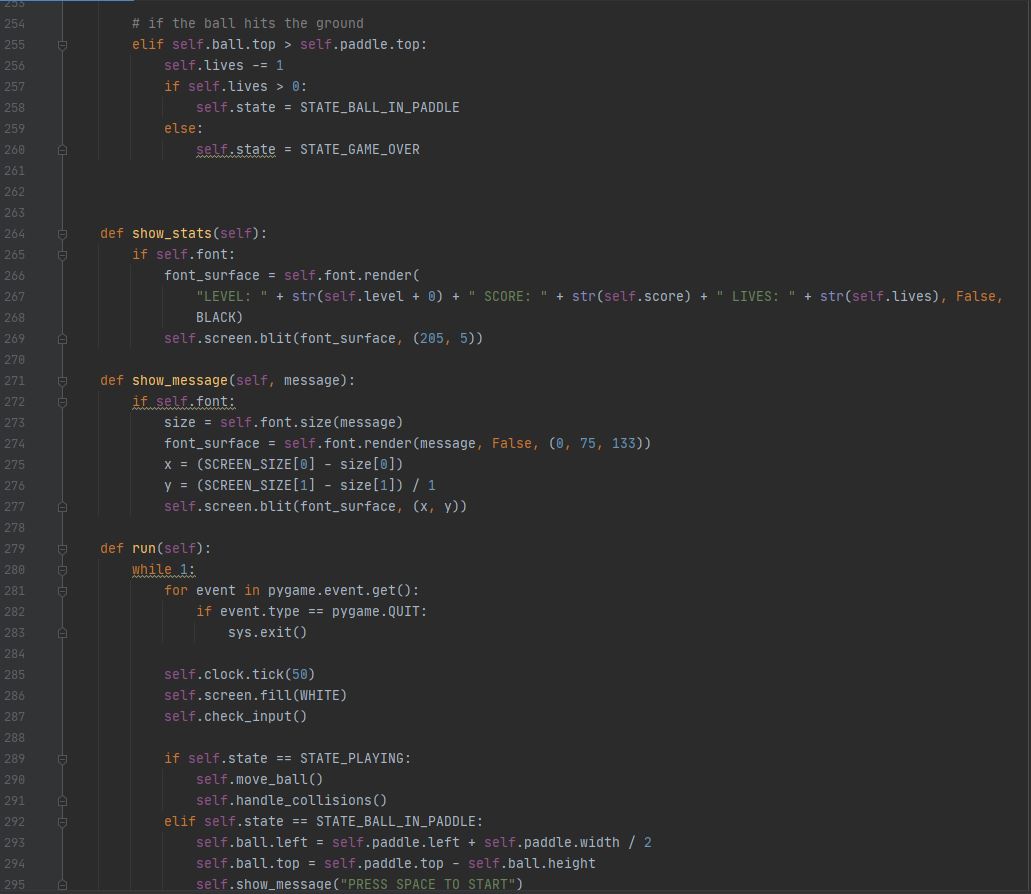 253
254 # if the ball hits the ground
255 elif self.ball.top > self.paddle.top:
256 self.lives -= 1
257 if self.lives > 0:
258 self.state = STATE_BALL_IN_PADDLE
259 else:
260 self.state = STATE_GAME_OVER
261
262
263
264 def show_stats(self):
265 if self.font:
266 font_surface = self.font.render(
267 "LEVEL: " + str(self.level + 0) + " SCORE: " + str(self.score) + " LIVES: " + str(self.lives), False,
268 BLACK)
269 self.screen.blit(font_surface, (205, 5))
270
271 def show_message(self, message):
272 if self.font:
273 size = self.font.size(message)
274 font_surface = self.font.render(message, False, (0, 75, 133))
275 x = (SCREEN_SIZE[0] - size[0])
276 y = (SCREEN_SIZE[1] - size[1]) / 1
277 self.screen.blit(font_surface, (x, y))
278
279 def run(self):
280 while 1:
281 for event in pygame.event.get():
282 if event.type == pygame.QUIT:
283 sys.exit()
284
285 self.clock.tick(50)
286 self.screen.fill(WHITE)
287 self.check_input()
288
289 if self.state == STATE_PLAYING:
290 self.move_ball()
291 self.handle_collisions()
292 elif self.state == STATE_BALL_IN_PADDLE:
293 self.ball.left = self.paddle.left + self.paddle.width / 2
294 self.ball.top = self.paddle.top - self.ball.height
295 self.show_message("PRESS SPACE TO START")